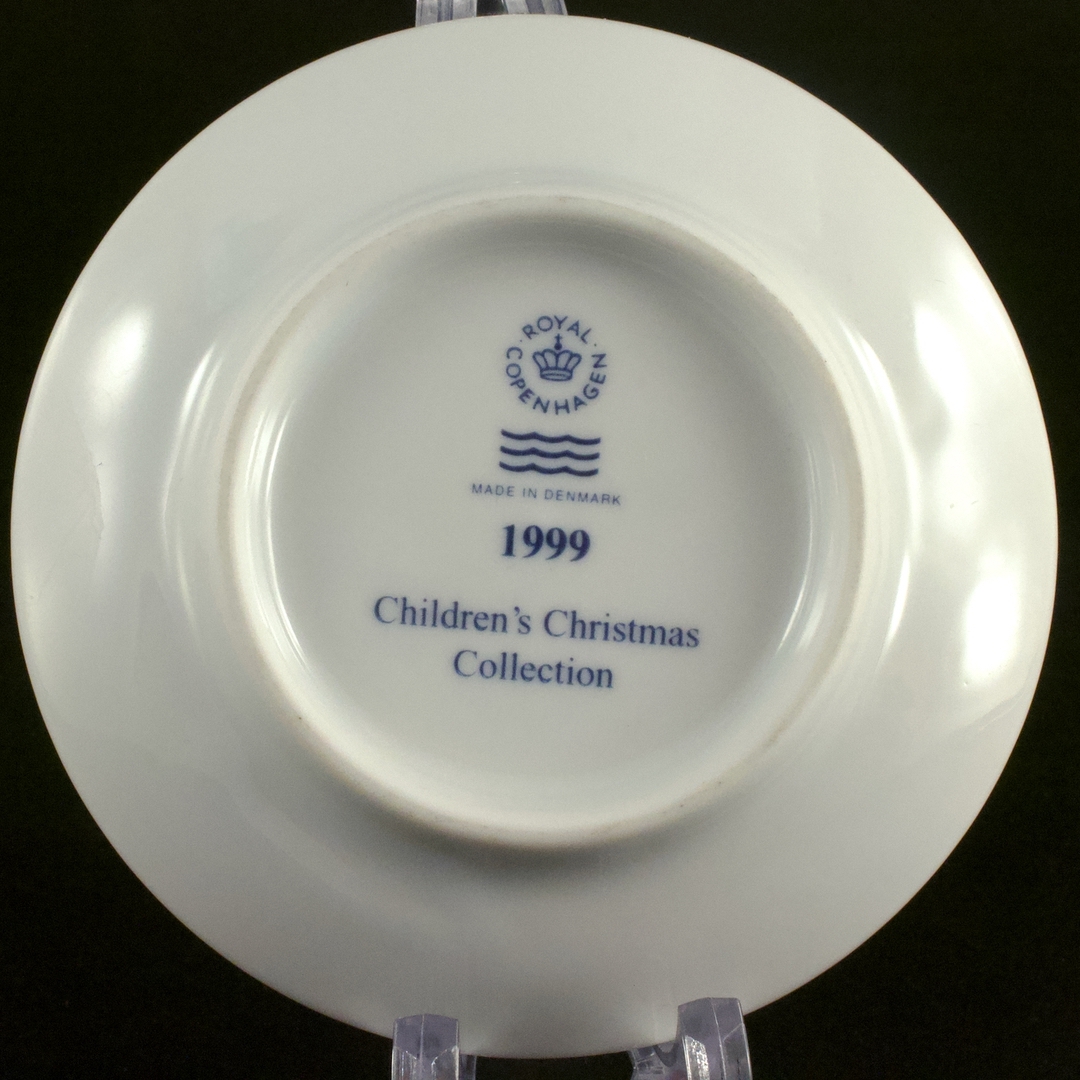 ROYAL
COPENHAGEN
MADE IN DENMARK
1999
Children’s Christmas
Collection